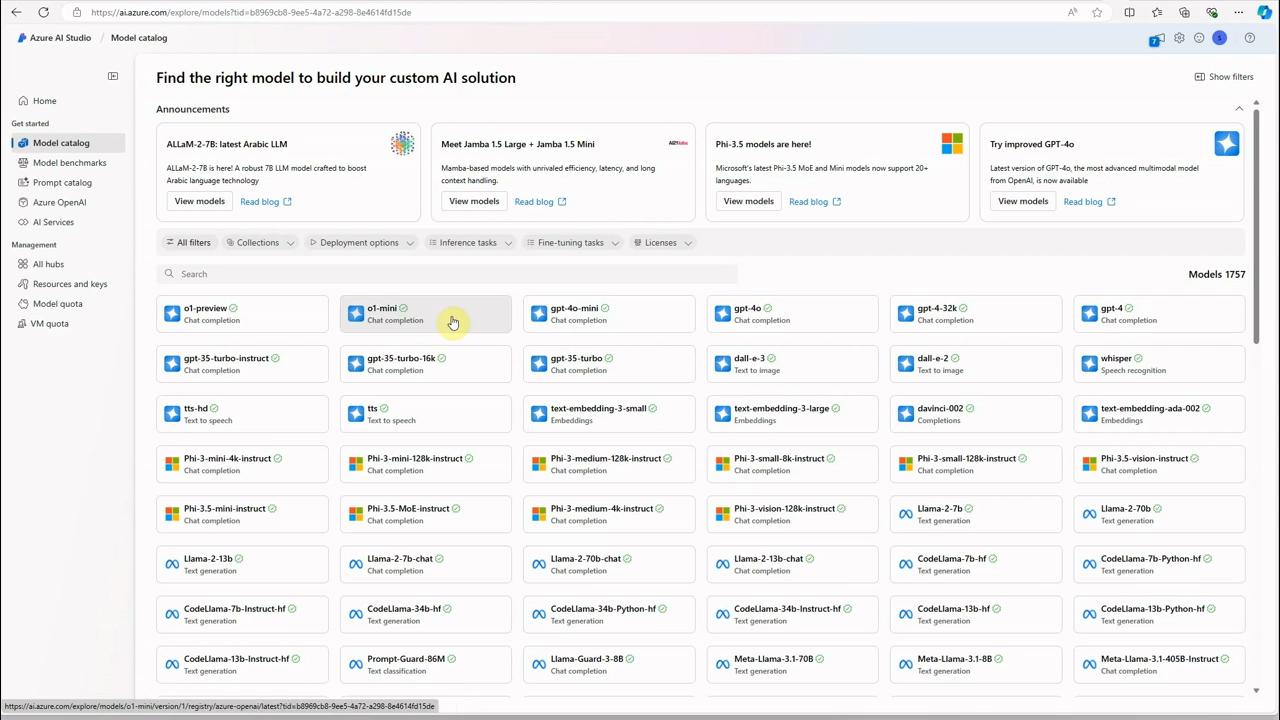 https://ai.azure.com/explore/models?tid=b8969cb8-9ee5-4a72-a298-8e4614fd15de
Azure AI Studio
Model catalog
7
S
Home
Get started
Model catalog
Model benchmarks
Prompt catalog
Azure OpenAI
AI Services
Management
All hubs
Resources and keys
Model quota
VM quota
Find the right model to build your custom AI solution
Show filters
Announcements
ALLaM-2-7B: latest Arabic LLM
ALLaM-2-7B is here! A robust 7B LLM model crafted to boost
Arabic language technology
View models
Read blog
Meet Jamba 1.5 Large + Jamba 1.5 Mini
AI21labs
Mamba-based models with unrivaled efficiency, latency, and long
context handling.
View models
Read blog
Phi-3.5 models are here!
Microsoft's latest Phi-3.5 MoE and Mini models now support 20+
languages.
View models
Read blog
Try improved GPT-4o
Latest version of GPT-4o, the most advanced multimodal model
from OpenAI, is now available
View models
Read blog
All filters
Collections
Deployment options
Inference tasks
Fine-tuning tasks
Licenses
Search
Models 1757
o1-preview
Chat completion
o1-mini
Chat completion
gpt-4o-mini
Chat completion
gpt-4o
Chat completion
gpt-4-32k
Chat completion
gpt-4
Chat completion
gpt-35-turbo-instruct
Chat completion
gpt-35-turbo-16k
Chat completion
gpt-35-turbo
Chat completion
dall-e-3
Text to image
dall-e-2
Text to image
whisper
Speech recognition
tts-hd
Text to speech
tts
Text to speech
text-embedding-3-small
Embeddings
text-embedding-3-large
Embeddings
davinci-002
Completions
text-embedding-ada-002
Embeddings
Phi-3-mini-4k-instruct
Chat completion
Phi-3-mini-128k-instruct
Chat completion
Phi-3-medium-128k-instruct
Chat completion
Phi-3-small-8k-instruct
Chat completion
Phi-3-small-128k-instruct
Chat completion
Phi-3.5-vision-instruct
Chat completion
Phi-3.5-mini-instruct
Chat completion
Phi-3.5-MoE-instruct
Chat completion
Phi-3-medium-4k-instruct
Chat completion
Phi-3-vision-128k-instruct
Chat completion
Llama-2-7b
Text generation
Llama-2-70b
Text generation
Llama-2-13b
Text generation
Llama-2-7b-chat
Chat completion
Llama-2-70b-chat
Chat completion
Llama-2-13b-chat
Chat completion
CodeLlama-7b-hf
Text generation
CodeLlama-7b-Python-hf
Text generation
CodeLlama-7b-Instruct-hf
Text generation
CodeLlama-34b-hf
Text generation
CodeLlama-34b-Python-hf
Text generation
CodeLlama-34b-Instruct-hf
Text generation
CodeLlama-13b-hf
Text generation
CodeLlama-13b-Python-hf
Text generation
CodeLlama-13b-Instruct-hf
Text generation
Prompt-Guard-86M
Text classification
Llama-Guard-3-8B
Text generation
Meta-Llama-3.1-70B
Text generation
Meta-Llama-3.1-8B
Text generation
Meta-Llama-3.1-405B-Instruct
Chat completion
https://ai.azure.com/explore/models/o1-mini/version/1/registry/azure-openai/latest?tid=b8969cb8-9ee5-4a72-a298-8e4614fd15de